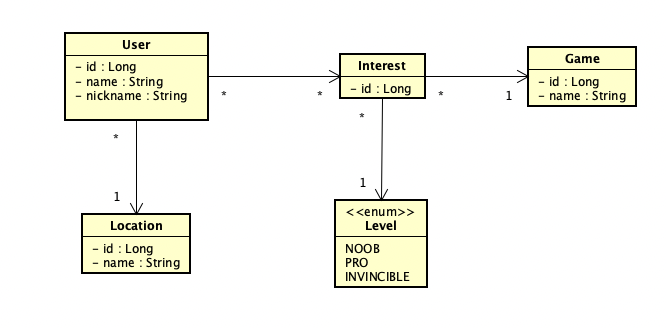 User
- id : Long
- name : String
- nickname : String
Interest
- id : Long
Game
- id : Long
- name : String
*
*
*
1
*
1
*
1
Location
- id : Long
- name : String
<<enum>>
Level
NOOB
PRO
INVINCIBLE